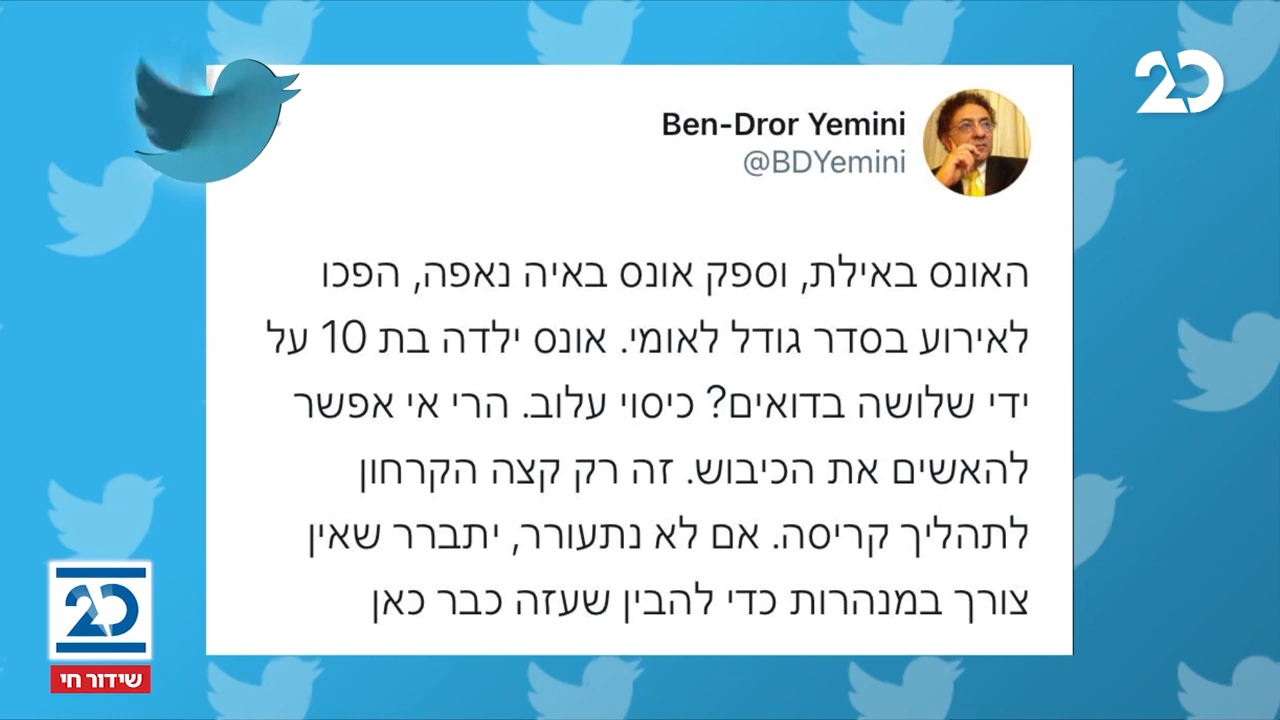 20
Ben-Dror Yemini
@BDYemini
האונס באילת, וספק אונס באיה נאפה, הפכו
לאירוע בסדר גודל לאומי. אונס ילדה בת 10 על
ידי שלושה בדואים? כיסוי עלוב. הרי אי אפשר
להאשים את הכיבוש. זה רק קצה הקרחון
לתהליך קריסה. אם לא נתעורר, יתברר שאין
צורך במנהרות כדי להבין שעזה כבר כאן
20
שידור חי